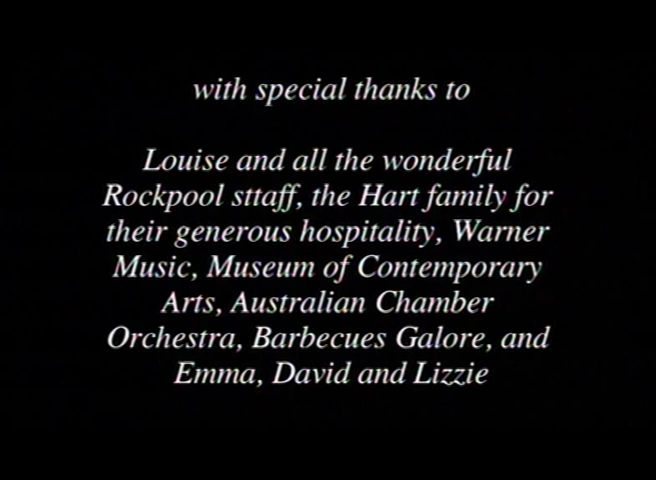 with special thanks to
Louise and all the wonderful
Rockpool sttaff, the Hart family for
their generous hospitality, Warner
Music, Museum of Contemporary
Arts, Australian Chamber
Orchestra, Barbecues Galore, and
Emma, David and Lizzie